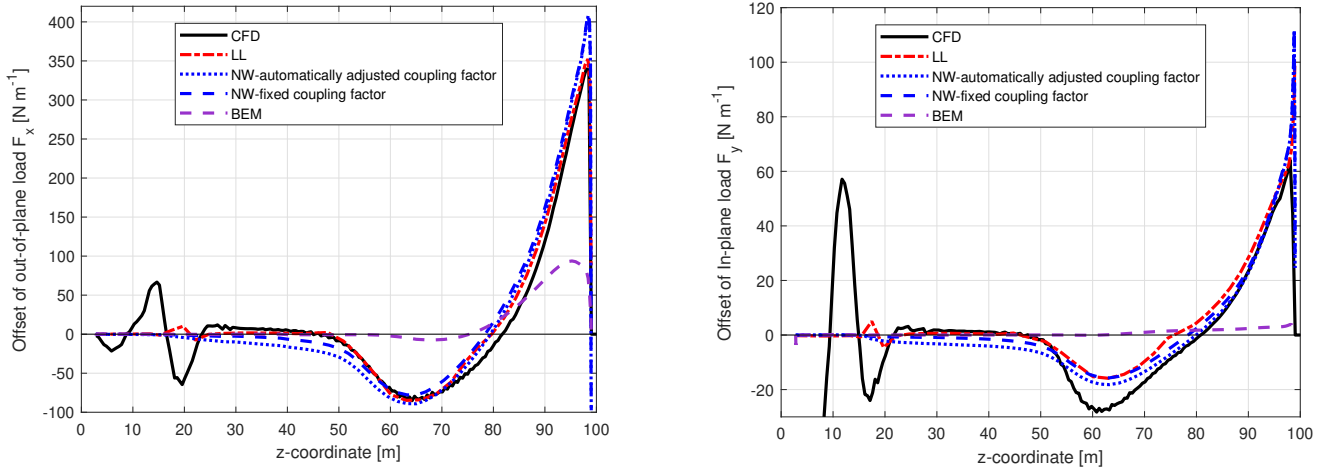 Offset of out-of-plane load F_x [N m^-1]
400
350
300
250
200
150
100
50
0
-50
-100
CFD
LL
NW-automatically adjusted coupling factor
NW-fixed coupling factor
BEM
0 10 20 30 40 50 60 70 80 90 100
z-coordinate [m]
Offset of In-plane load F_y [N m^-1]
120
100
80
60
40
20
0
-20
CFD
LL
NW-automatically adjusted coupling factor
NW-fixed coupling factor
BEM
0 10 20 30 40 50 60 70 80 90 100
z-coordinate [m]